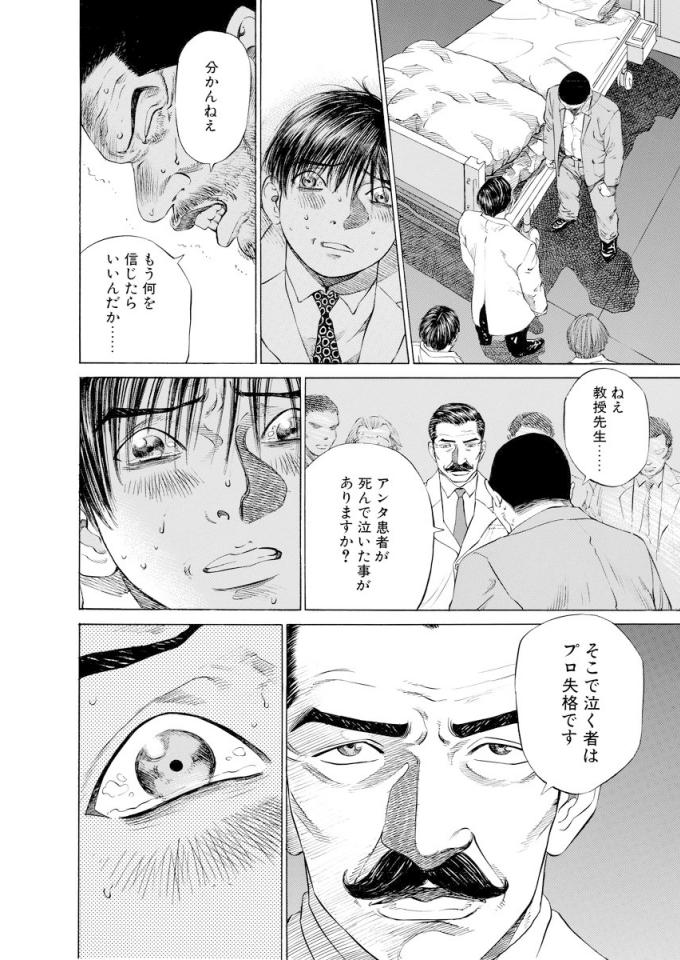 分かんねえ
もう何を
信じたら
いいんだか……
ねえ
教授先生……
アンタ患者が
死んで泣いた事が
ありますか?
そこで泣く者は
プロ失格です